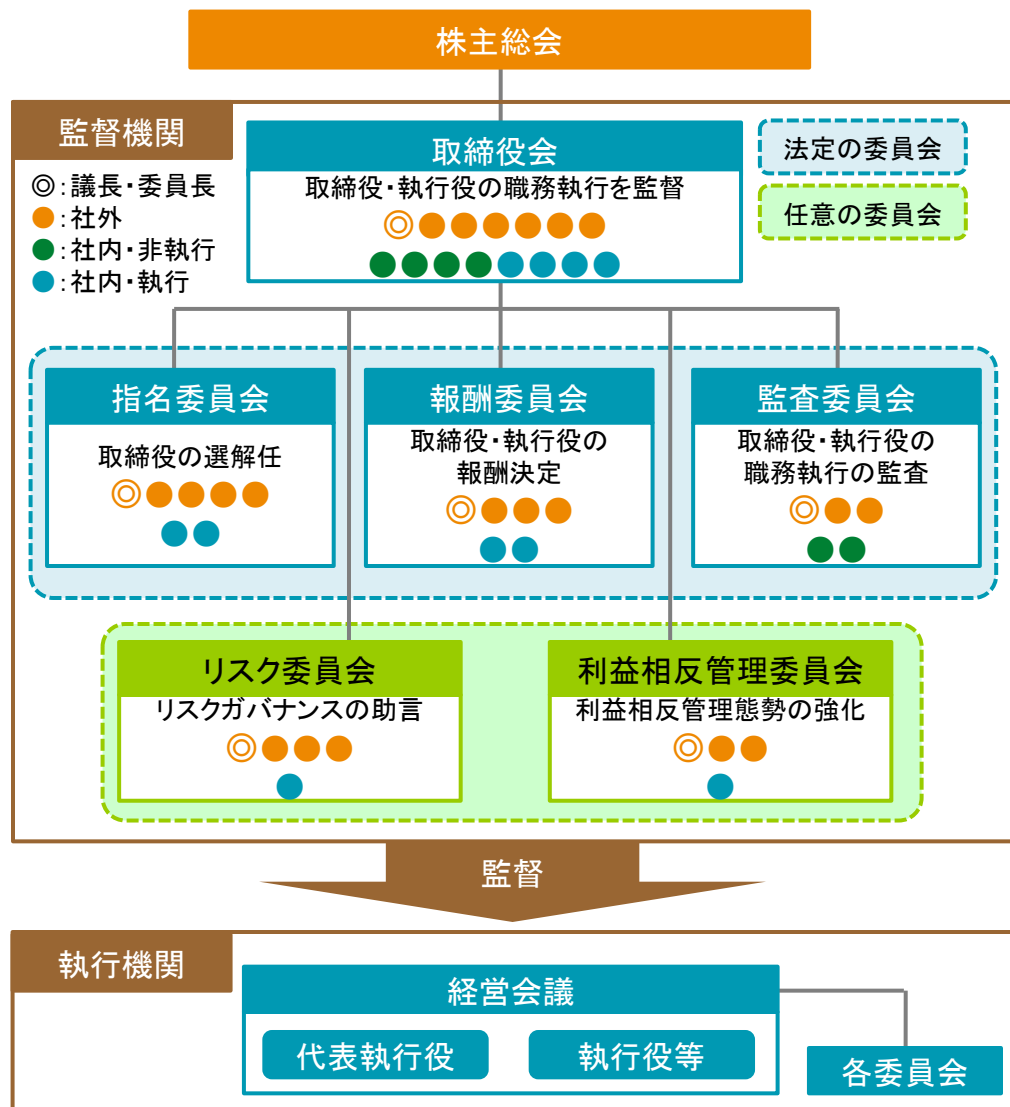 株主総会
監督機関
◎：議長・委員長
●：社外
●：社内・非執行
●：社内・執行
取締役会
取締役・執行役の職務執行を監督
法定の委員会
任意の委員会
指名委員会
取締役の選解任
報酬委員会
取締役・執行役の
報酬決定
監査委員会
取締役・執行役の
職務執行の監査
リスク委員会
リスクガバナンスの助言
利益相反管理委員会
利益相反管理態勢の強化
監督
執行機関
経営会議
代表執行役
執行役等
各委員会